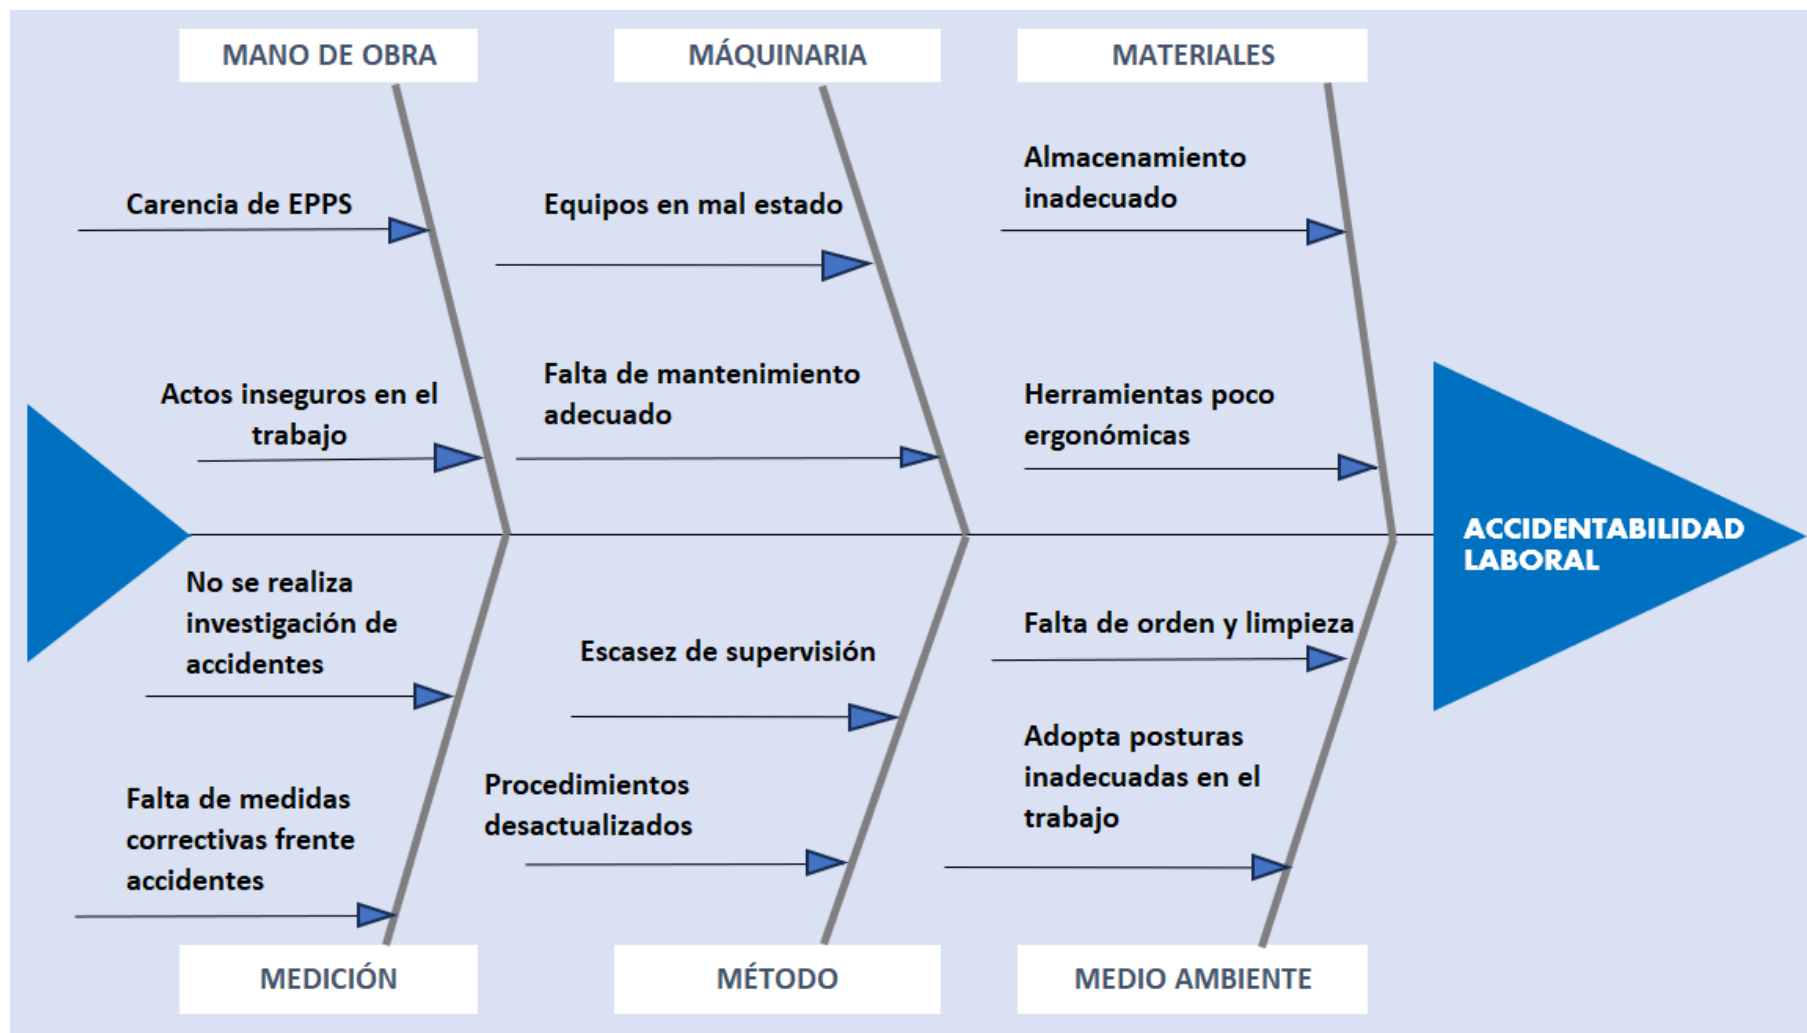 MANO DE OBRA
MÁQUINARIA
MATERIALES
Carencia de EPPS
Equipos en mal estado
Almacenamiento
inadecuado
Actos inseguros en el
trabajo
Falta de mantenimiento
adecuado
Herramientas poco
ergonómicas
ACCIDENTABILIDAD
LABORAL
No se realiza
investigación de
accidentes
Escasez de supervisión
Falta de orden y limpieza
Falta de medidas
correctivas frente
accidentes
Procedimientos
desactualizados
Adopta posturas
inadecuadas en el
trabajo
MEDICIÓN
MÉTODO
MEDIO AMBIENTE